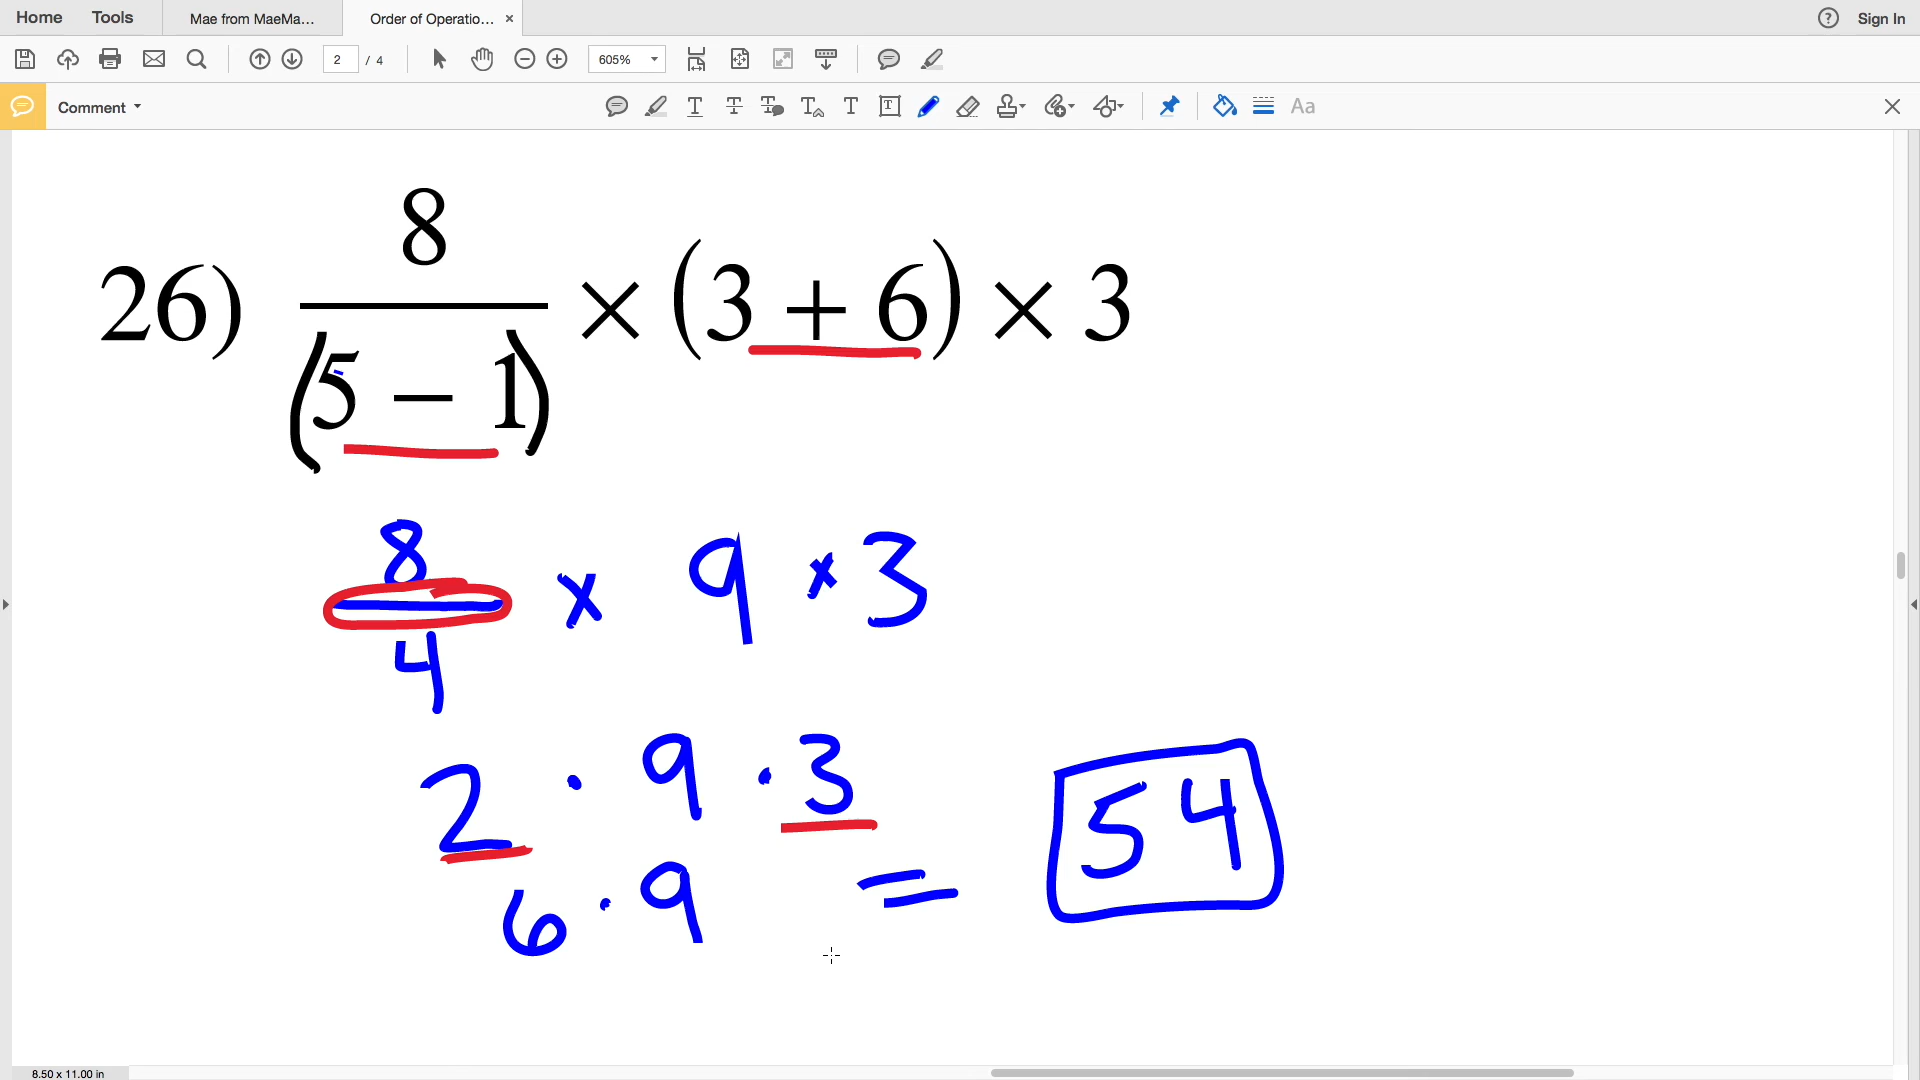 Home Tools Mae from MaeMa... Order of Operatio... × Sign In
2 / 4 605%
Comment Aa
26) 8 / (5 − 1) × (3 + 6) × 3
8 / 4 × 9 × 3
2 · 9 · 3
6 · 9 = 54
8.50 x 11.00 in